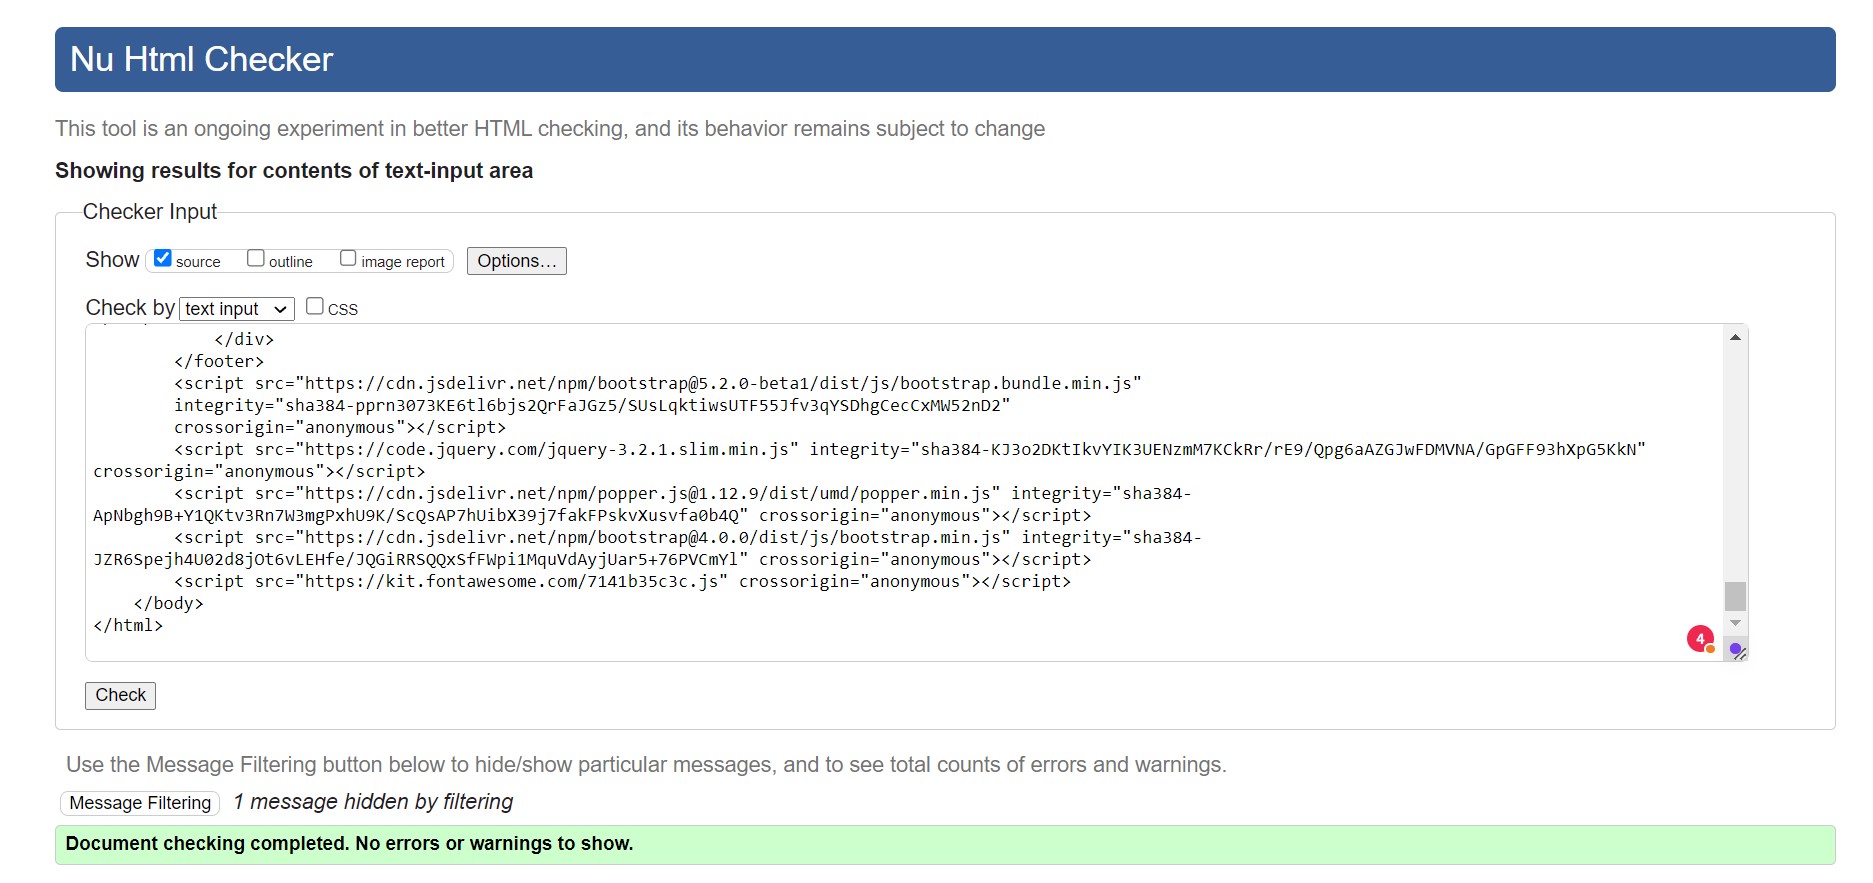 Nu Html Checker
This tool is an ongoing experiment in better HTML checking, and its behavior remains subject to change
Showing results for contents of text-input area
Checker Input
Show source outline image report Options...
Check by text input CSS
</div>
</footer>
<script src="https://cdn.jsdelivr.net/npm/bootstrap@5.2.0-beta1/dist/js/bootstrap.bundle.min.js"
integrity="sha384-pprn3073KE6tl6bjs2QrFaJGz5/SUsLqktiwsUTF55Jfv3qYSDhgCecCxMW52nD2"
crossorigin="anonymous"></script>
<script src="https://code.jquery.com/jquery-3.2.1.slim.min.js" integrity="sha384-KJ3o2DKtIkvYIK3UENzmM7KCkRr/rE9/Qpg6aAZGJwFDMVNA/GpGFF93hXpG5KkN"
crossorigin="anonymous"></script>
<script src="https://cdn.jsdelivr.net/npm/popper.js@1.12.9/dist/umd/popper.min.js" integrity="sha384-
ApNbgh9B+Y1QKtv3Rn7W3mgPxhU9K/ScQsAP7hUibX39j7fakFPskvXusvfa0b4Q" crossorigin="anonymous"></script>
<script src="https://cdn.jsdelivr.net/npm/bootstrap@4.0.0/dist/js/bootstrap.min.js" integrity="sha384-
JZR6Spejh4U02d8jOt6vLEHfe/JQGiRRSQQxSfFWpi1MquVdAyjUar5+76PVCmYl" crossorigin="anonymous"></script>
<script src="https://kit.fontawesome.com/7141b35c3c.js" crossorigin="anonymous"></script>
</body>
</html>
4
Check
Use the Message Filtering button below to hide/show particular messages, and to see total counts of errors and warnings.
Message Filtering 1 message hidden by filtering
Document checking completed. No errors or warnings to show.